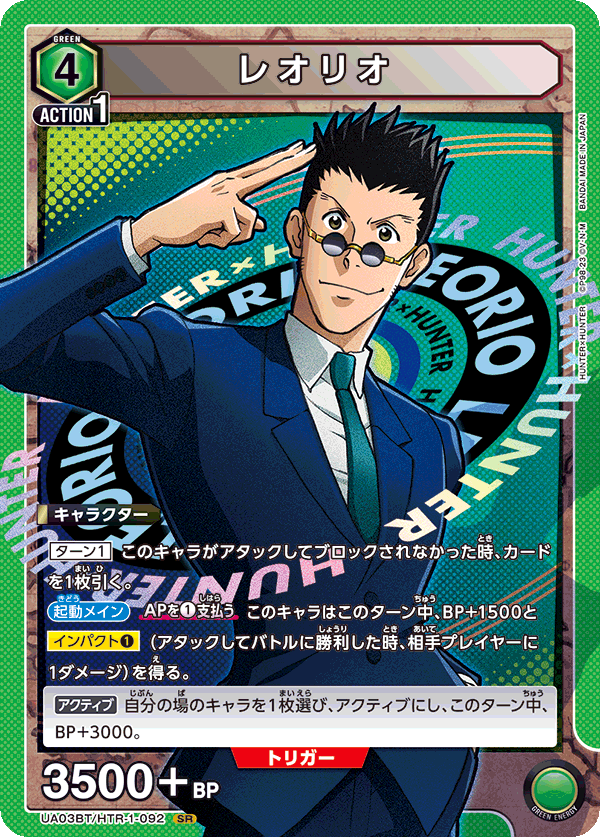 GREEN
4
ACTION 1
レオリオ
HUNTER×HUNTER ©P98-23 ©V・N・M BANDAI MADE IN JAPAN
HUNTER×HUNTER
LEORIO
HUNTER
キャラクター
ターン1 このキャラがアタックしてブロックされなかった時、カード
を1枚引く。
起動メイン APを1支払う このキャラはこのターン中、BP+1500と
インパクト1 (アタックしてバトルに勝利した時、相手プレイヤーに
1ダメージ)を得る。
アクティブ 自分の場のキャラを1枚選び、アクティブにし、このターン中、
BP+3000。
トリガー
3500+BP
UA03BT/HTR-1-092 SR
GREEN ENERGY